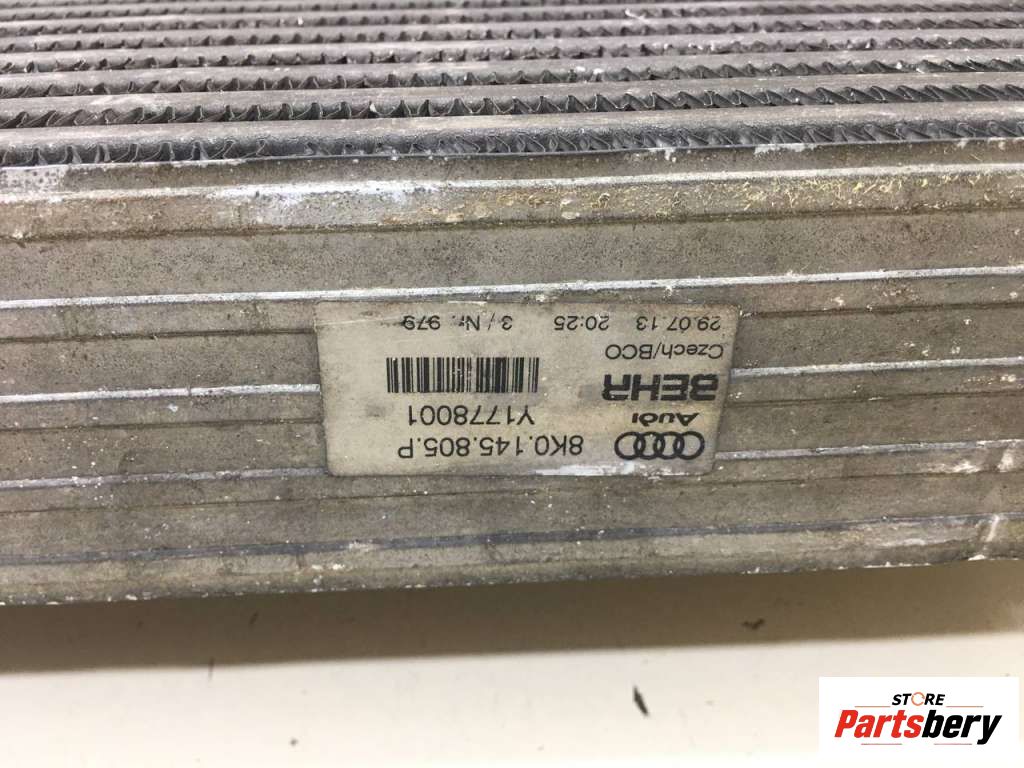 8K0.145.805.P
Audi
Y1778001
BEHR
Czech/BCO
29.07.13 20:25 3 / Nr. 979
STORE
Partsbery